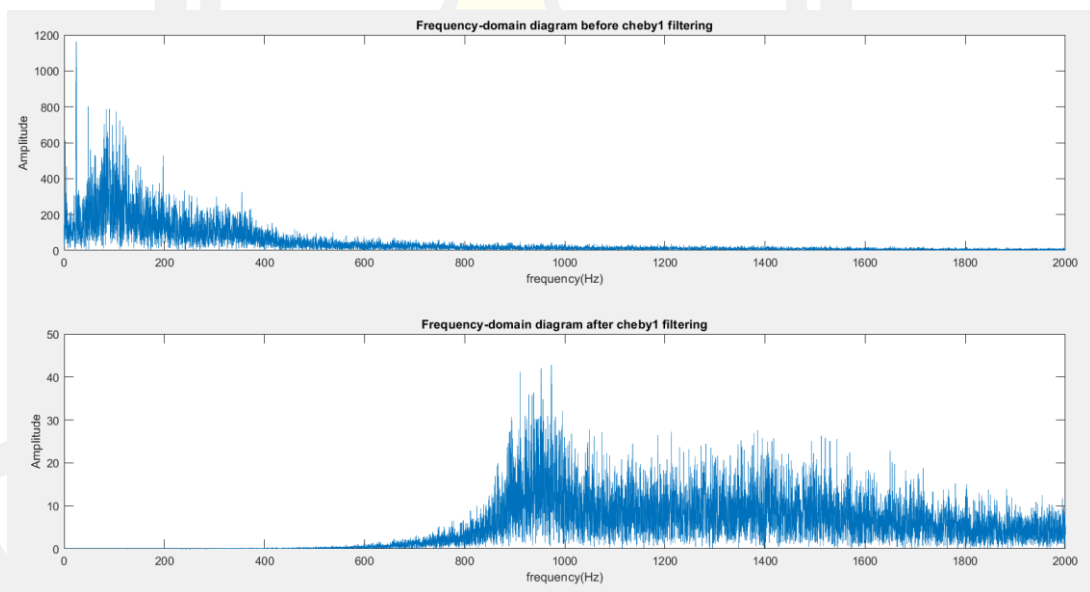 Frequency-domain diagram before cheby1 filtering
1200
1000
800
600
400
200
0
Amplitude
0 200 400 600 800 1000 1200 1400 1600 1800 2000
frequency(Hz)
Frequency-domain diagram after cheby1 filtering
50
40
30
20
10
0
Amplitude
0 200 400 600 800 1000 1200 1400 1600 1800 2000
frequency(Hz)